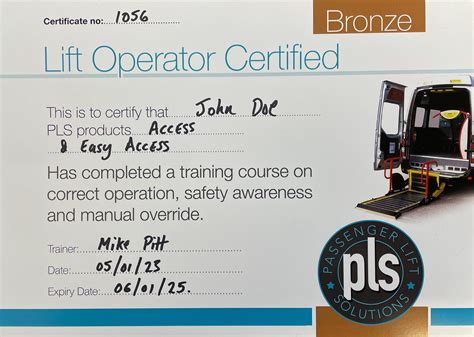 Certificate no: 1056
Bronze
Lift Operator Certified
This is to certify that John Doe
PLS products Access
& Easy Access
Has completed a training course on
correct operation, safety awareness
and manual override.
Trainer: Mike Pitt
Date: 05/01/23
Expiry Date: 06/01/25.
PASSENGER LIFT
pls
SOLUTIONS